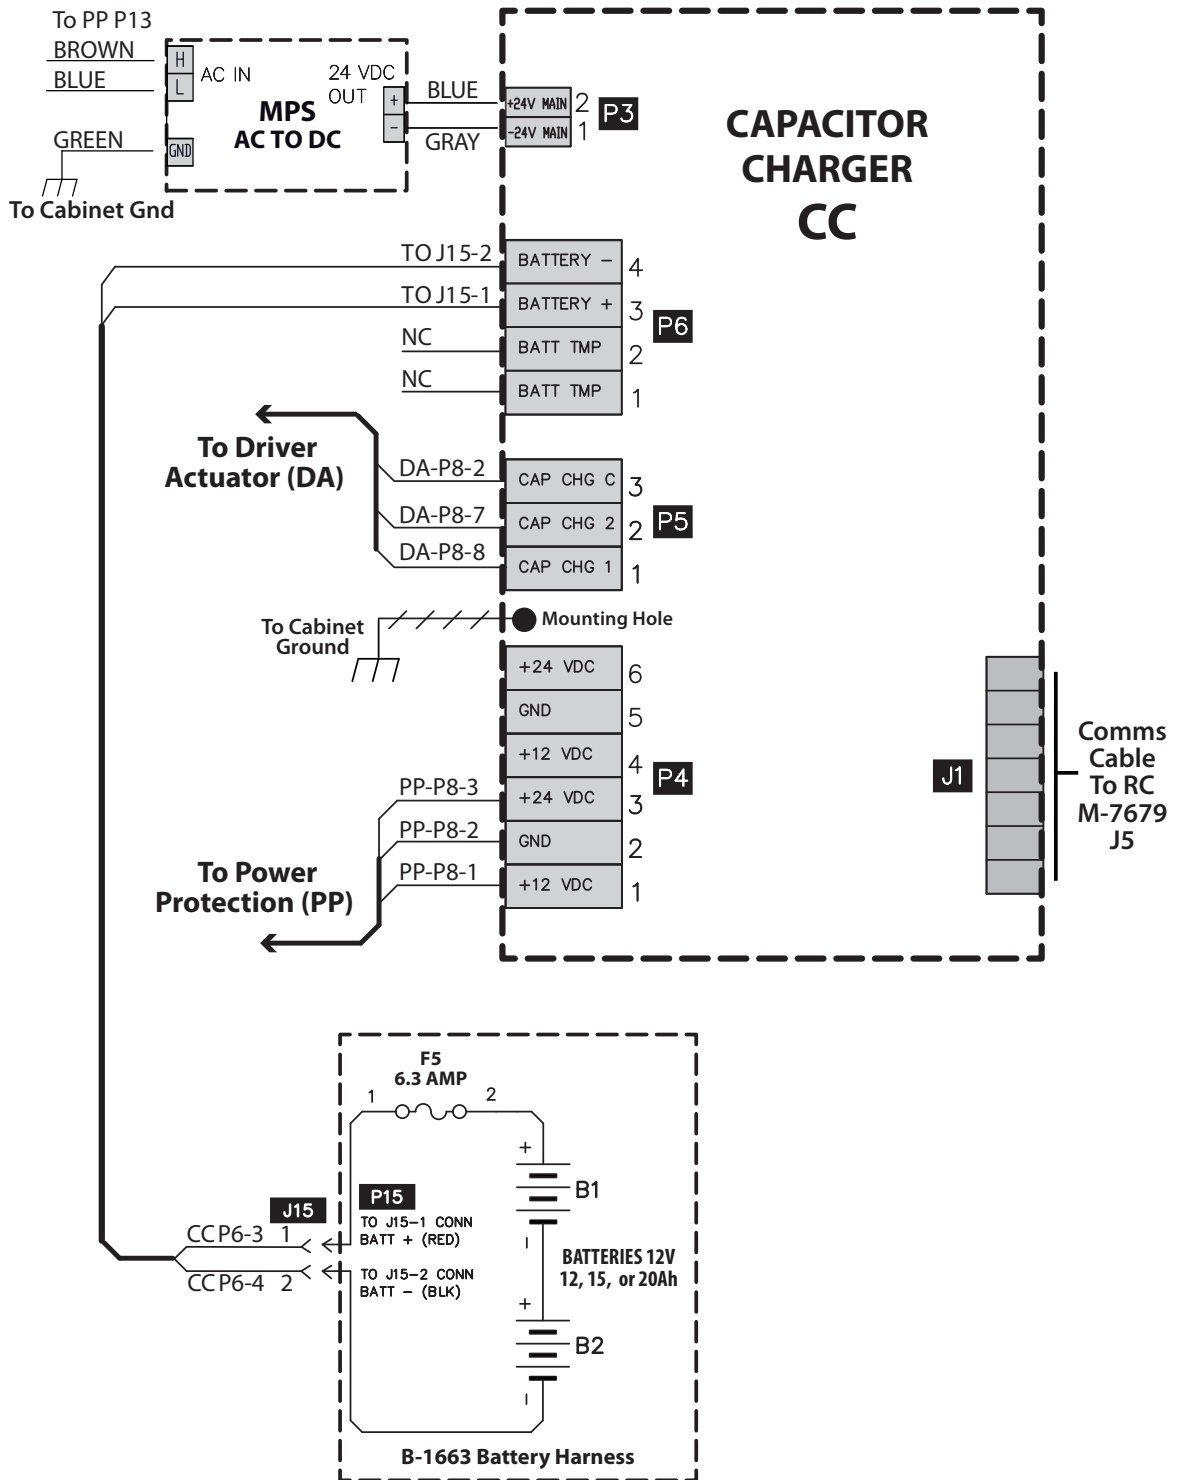 To PP P13
BROWN
BLUE
GREEN
To Cabinet Gnd
H
L
GND
AC IN
24 VDC
OUT
+
−
MPS
AC TO DC
BLUE
GRAY
+24V MAIN 2
-24V MAIN 1
P3
CAPACITOR
CHARGER
CC
TO J15-2 BATTERY − 4
TO J15-1 BATTERY + 3
NC BATT TMP 2
NC BATT TMP 1
P6
To Driver
Actuator (DA)
DA-P8-2 CAP CHG C 3
DA-P8-7 CAP CHG 2 2
DA-P8-8 CAP CHG 1 1
P5
To Cabinet
Ground
Mounting Hole
+24 VDC 6
GND 5
+12 VDC 4
PP-P8-3 +24 VDC 3
PP-P8-2 GND 2
PP-P8-1 +12 VDC 1
P4
To Power
Protection (PP)
J1
Comms
Cable
To RC
M-7679
J5
F5
6.3 AMP
1 2
+
B1
−
BATTERIES 12V
12, 15, or 20Ah
+
B2
−
J15
P15
CC P6-3 1
CC P6-4 2
TO J15-1 CONN
BATT + (RED)
TO J15-2 CONN
BATT − (BLK)
B-1663 Battery Harness